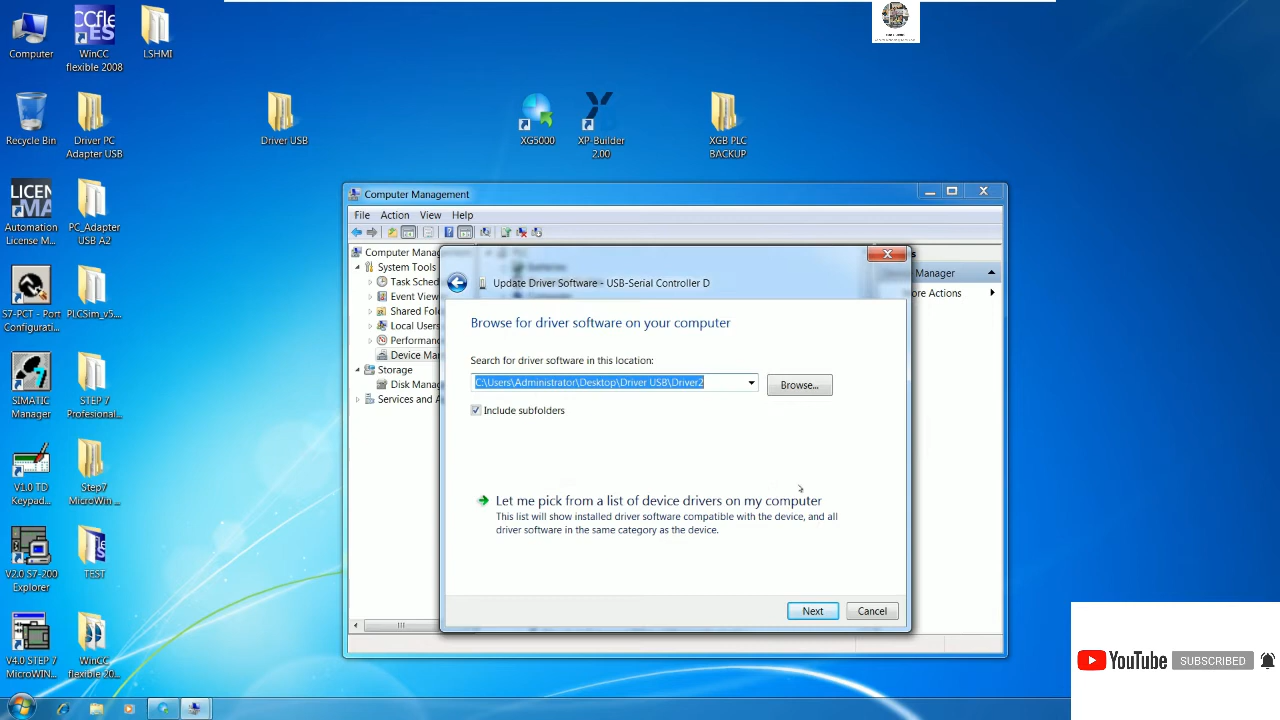 Computer
WinCC
flexible 2008
LSHMI
Recycle Bin
Driver PC
Adapter USB
Driver USB
XG5000
XP-Builder
2.00
XGB PLC
BACKUP
Automation
License M...
PC_Adapter
USB A2
S7-PCT - Port
Configurati...
PLCSim_v5....
SIMATIC
Manager
STEP 7
Profesional...
V1.0 TD
Keypad...
Step7
MicroWin ...
V2.0 S7-200
Explorer
TEST
V4.0 STEP 7
MicroWIN...
WinCC
flexible 20...
Computer Management
File Action View Help
Computer Manag
System Tools
Task Sched
Event View
Shared Fol
Local Users
Performan
Device Mar
Storage
Disk Manag
Services and A
Manager
ore Actions
Update Driver Software - USB-Serial Controller D
Browse for driver software on your computer
Search for driver software in this location:
C:\Users\Administrator\Desktop\Driver USB\Driver2
Browse...
Include subfolders
Let me pick from a list of device drivers on my computer
This list will show installed driver software compatible with the device, and all
driver software in the same category as the device.
Next
Cancel
YouTube
SUBSCRIBED